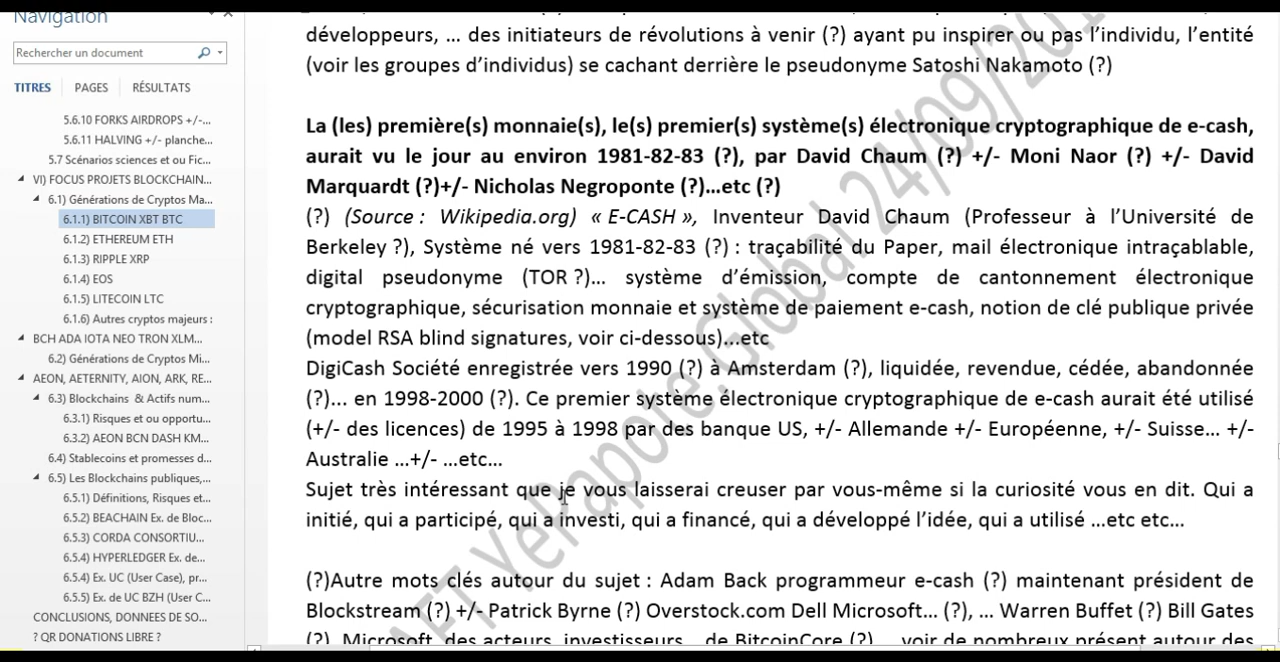 Navigation
Rechercher un document
TITRES PAGES RÉSULTATS
5.6.10 FORKS AIRDROPS +/-...
5.6.11 HALVING +/- planche...
5.7 Scénarios sciences et ou Fic...
VI) FOCUS PROJETS BLOCKCHAIN...
6.1) Générations de Cryptos Ma...
6.1.1) BITCOIN XBT BTC
6.1.2) ETHEREUM ETH
6.1.3) RIPPLE XRP
6.1.4) EOS
6.1.5) LITECOIN LTC
6.1.6) Autres cryptos majeurs :
BCH ADA IOTA NEO TRON XLM...
6.2) Générations de Cryptos Mi...
AEON, AETERNITY, AION, ARK, RE...
6.3) Blockchains & Actifs num...
6.3.1) Risques et ou opportu...
6.3.2) AEON BCN DASH KM...
6.4) Stablecoins et promesses d...
6.5) Les Blockchains publiques,...
6.5.1) Définitions, Risques et...
6.5.2) BEACHAIN Ex. de Bloc...
6.5.3) CORDA CONSORTIU...
6.5.4) HYPERLEDGER Ex. de...
6.5.4) Ex. UC (User Case), pr...
6.5.5) Ex. de UC BZH (User C...
CONCLUSIONS, DONNEES DE SO...
? QR DONATIONS LIBRE ?
développeurs, ... des initiateurs de révolutions à venir (?) ayant pu inspirer ou pas l'individu, l'entité
(voir les groupes d'individus) se cachant derrière le pseudonyme Satoshi Nakamoto (?)
La (les) première(s) monnaie(s), le(s) premier(s) système(s) électronique cryptographique de e-cash,
aurait vu le jour au environ 1981-82-83 (?), par David Chaum (?) +/- Moni Naor (?) +/- David
Marquardt (?)+/- Nicholas Negroponte (?)...etc (?)
(?) (Source : Wikipedia.org) « E-CASH », Inventeur David Chaum (Professeur à l'Université de
Berkeley ?), Système né vers 1981-82-83 (?) : traçabilité du Paper, mail électronique intraçablable,
digital pseudonyme (TOR ?)... système d'émission, compte de cantonnement électronique
cryptographique, sécurisation monnaie et système de paiement e-cash, notion de clé publique privée
(model RSA blind signatures, voir ci-dessous)...etc
DigiCash Société enregistrée vers 1990 (?) à Amsterdam (?), liquidée, revendue, cédée, abandonnée
(?)... en 1998-2000 (?). Ce premier système électronique cryptographique de e-cash aurait été utilisé
(+/- des licences) de 1995 à 1998 par des banque US, +/- Allemande +/- Européenne, +/- Suisse... +/-
Australie ...+/- ...etc...
Sujet très intéressant que je vous laisserai creuser par vous-même si la curiosité vous en dit. Qui a
initié, qui a participé, qui a investi, qui a financé, qui a développé l'idée, qui a utilisé ...etc etc...
(?)Autre mots clés autour du sujet : Adam Back programmeur e-cash (?) maintenant président de
Blockstream (?) +/- Patrick Byrne (?) Overstock.com Dell Microsoft... (?), ... Warren Buffet (?) Bill Gates
(?), Microsoft, des acteurs, investisseurs... de BitcoinCore (?) ... voir de nombreux présent autour des
YePapote.Global 24/09/201